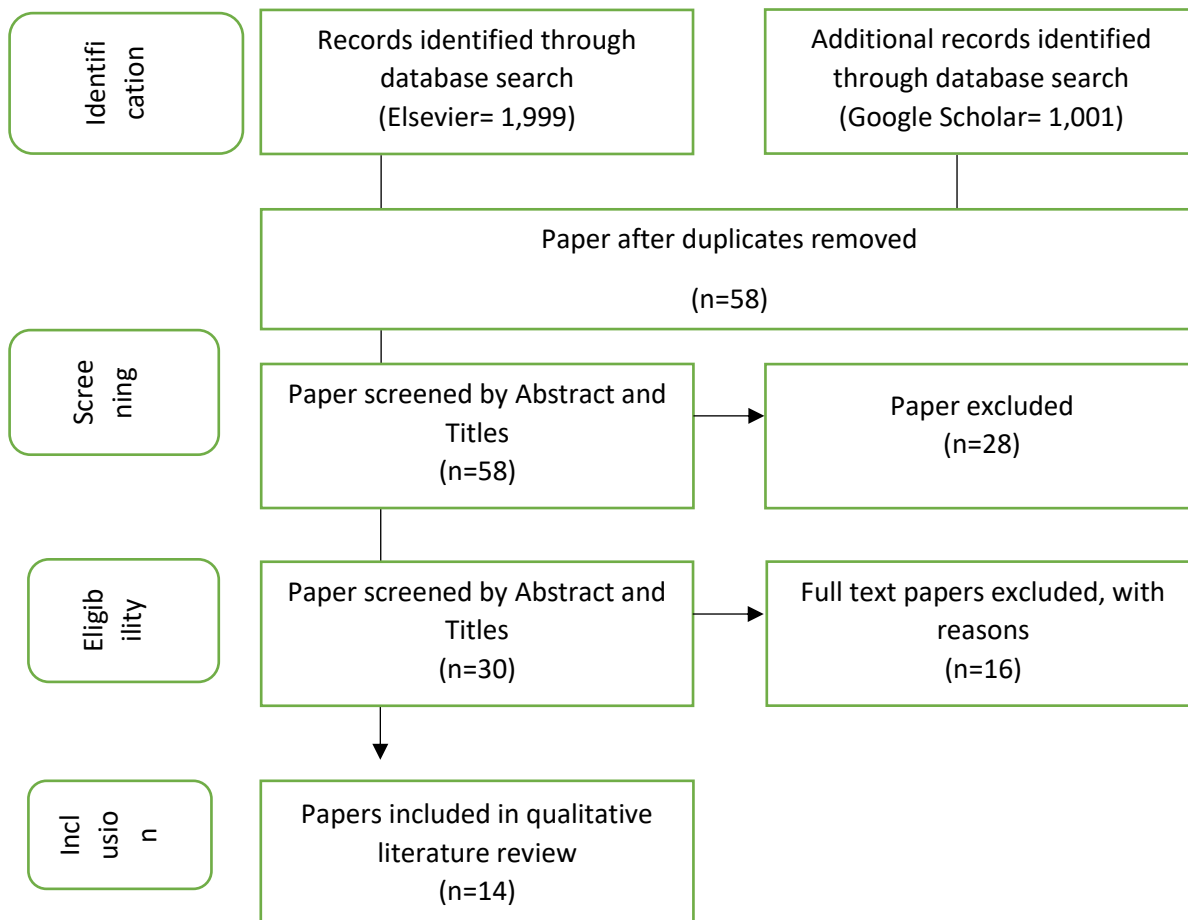 Identifi
cation
Records identified through
database search
(Elsevier= 1,999)
Additional records identified
through database search
(Google Scholar= 1,001)
Paper after duplicates removed
(n=58)
Scree
ning
Paper screened by Abstract and
Titles
(n=58)
Paper excluded
(n=28)
Eligib
ility
Paper screened by Abstract and
Titles
(n=30)
Full text papers excluded, with
reasons
(n=16)
Incl
usio
n
Papers included in qualitative
literature review
(n=14)